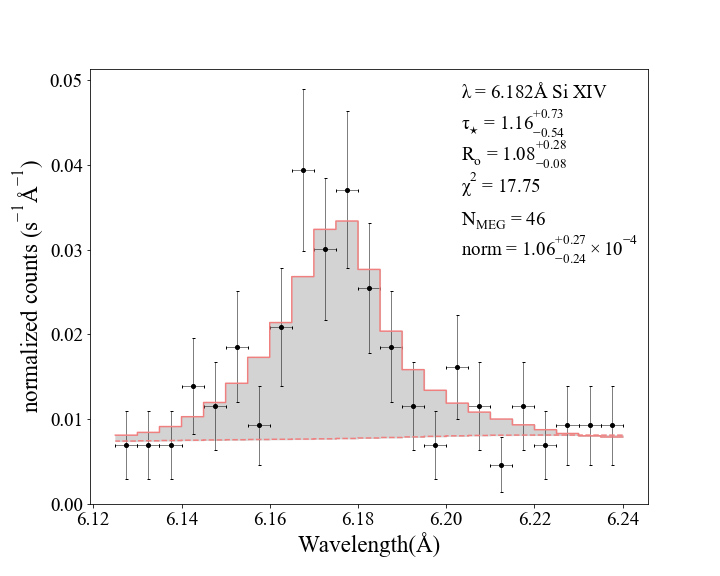 λ = 6.182Å Si XIV
τ⋆ = 1.16 +0.73 −0.54
Ro = 1.08 +0.28 −0.08
χ² = 17.75
N_MEG = 46
norm = 1.06 +0.27 −0.24 × 10⁻⁴
normalized counts (s⁻¹ Å⁻¹)
0.05
0.04
0.03
0.02
0.01
0.00
6.12 6.14 6.16 6.18 6.20 6.22 6.24
Wavelength(Å)